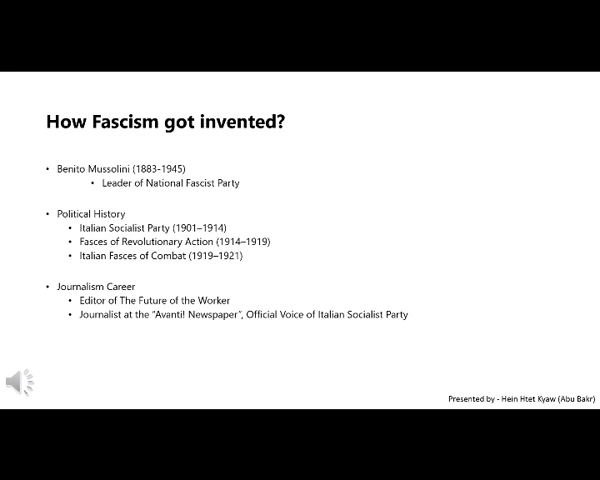 How Fascism got invented?
• Benito Mussolini (1883-1945)
• Leader of National Fascist Party
• Political History
• Italian Socialist Party (1901–1914)
• Fasces of Revolutionary Action (1914–1919)
• Italian Fasces of Combat (1919–1921)
• Journalism Career
• Editor of The Future of the Worker
• Journalist at the "Avanti! Newspaper", Official Voice of Italian Socialist Party
Presented by - Hein Htet Kyaw (Abu Bakr)